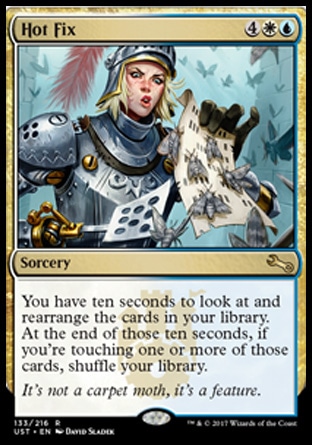 Hot Fix 4
Sorcery
You have ten seconds to look at and
rearrange the cards in your library.
At the end of those ten seconds, if
you're touching one or more of those
cards, shuffle your library.
It's not a carpet moth, it's a feature.
133/216 R
UST • EN David Sladek
™ & © 2017 Wizards of the Coast